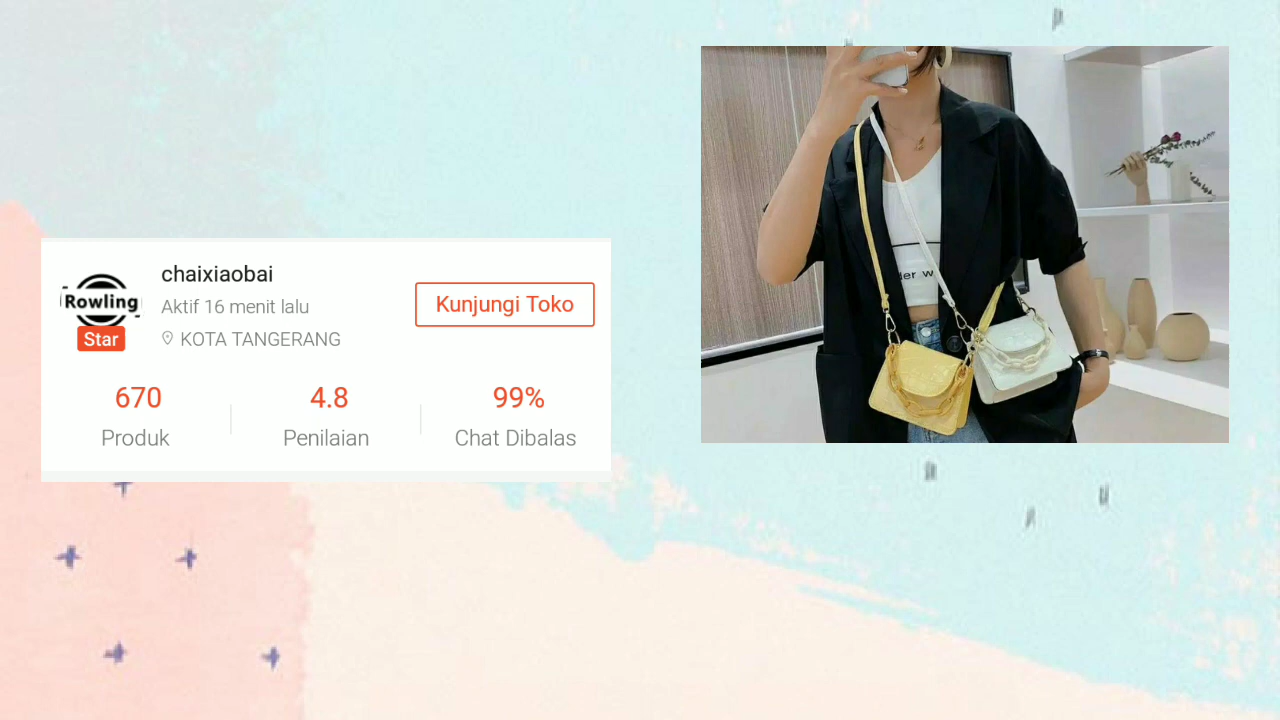 chaixiaobai
Rowling
Aktif 16 menit lalu
Star
KOTA TANGERANG
Kunjungi Toko
670
4.8
99%
Produk
Penilaian
Chat Dibalas